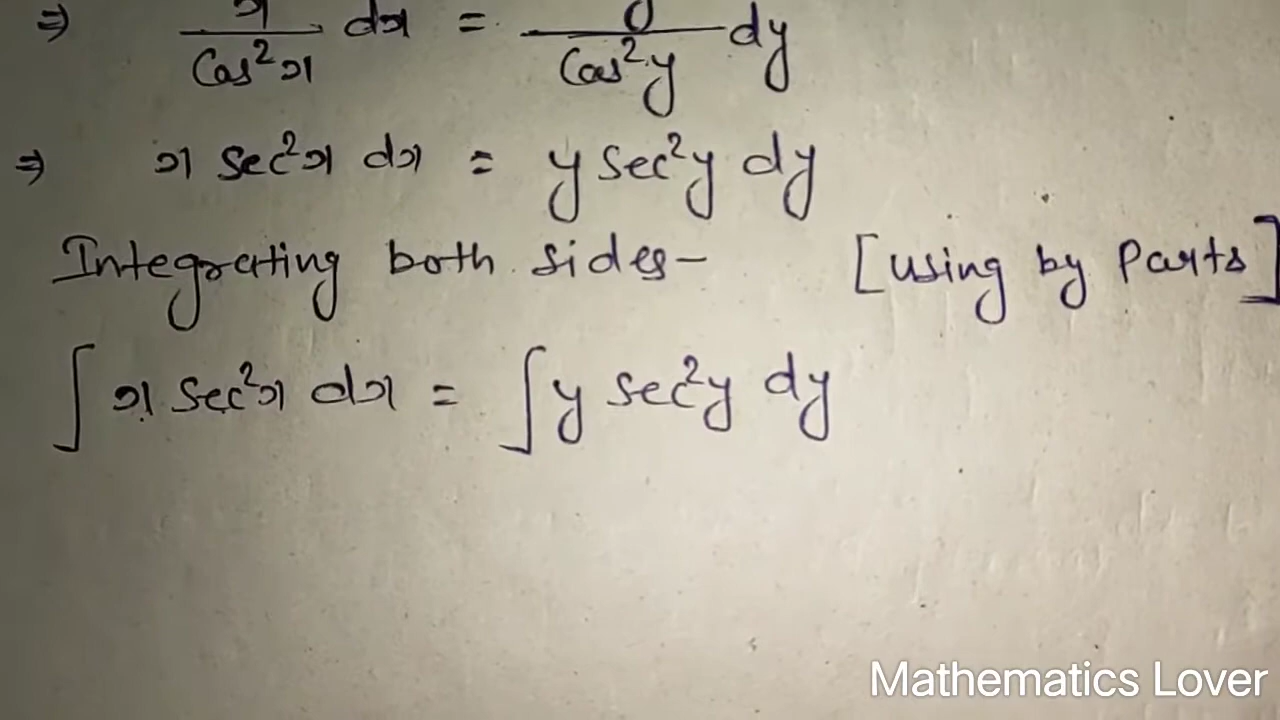 ⇒ x/Cos²x dx = y/Cos²y dy
⇒ x sec²x dx = y sec²y dy
Integrating both sides– [using by Parts]
∫ x sec²x dx = ∫ y sec²y dy
Mathematics Lover